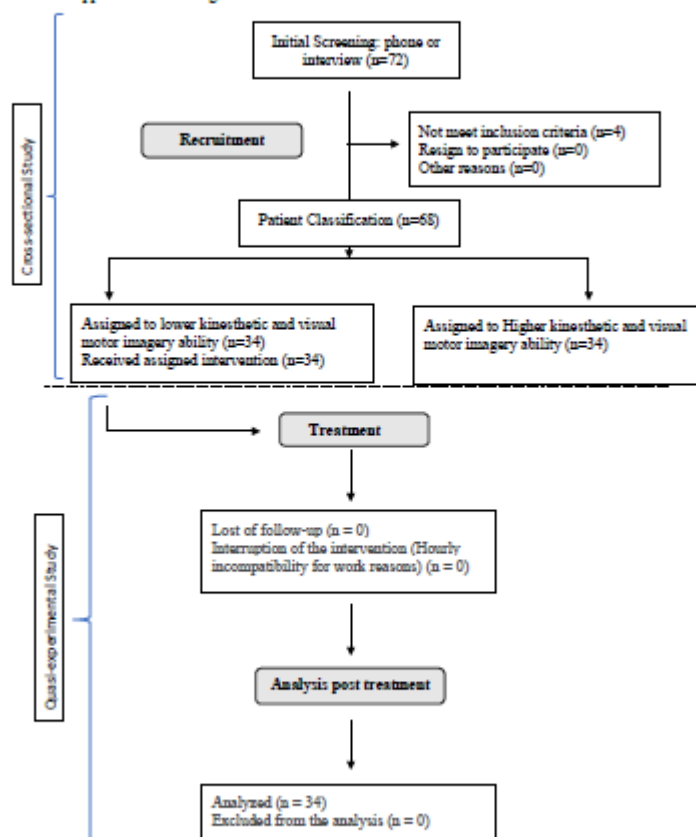 Initial Screening: phone or
interview (n=72)
Recruitment
Not meet inclusion criteria (n=4)
Resign to participate (n=0)
Other reasons (n=0)
Cross-sectional Study
Patient Classification (n=68)
Assigned to lower kinesthetic and visual
motor imagery ability (n=34)
Received assigned intervention (n=34)
Assigned to Higher kinesthetic and visual
motor imagery ability (n=34)
Treatment
Lost of follow-up (n = 0)
Interruption of the intervention (Hourly
incompatibility for work reasons) (n = 0)
Quasi-experimental Study
Analysis post treatment
Analyzed (n = 34)
Excluded from the analysis (n = 0)